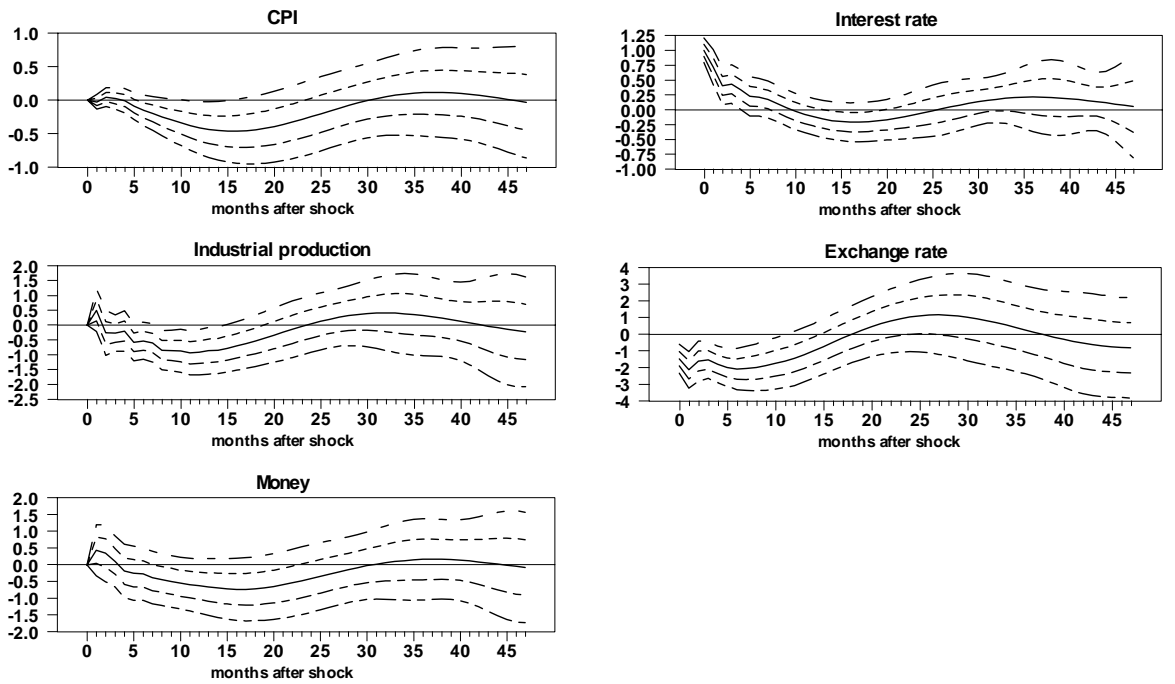 CPI
1.0
0.5
0.0
-0.5
-1.0
0 5 10 15 20 25 30 35 40 45
months after shock
Interest rate
1.25
1.00
0.75
0.50
0.25
0.00
-0.25
-0.50
-0.75
-1.00
0 5 10 15 20 25 30 35 40 45
months after shock
Industrial production
2.0
1.5
1.0
0.5
0.0
-0.5
-1.0
-1.5
-2.0
-2.5
0 5 10 15 20 25 30 35 40 45
months after shock
Exchange rate
4
3
2
1
0
-1
-2
-3
-4
0 5 10 15 20 25 30 35 40 45
months after shock
Money
2.0
1.5
1.0
0.5
0.0
-0.5
-1.0
-1.5
-2.0
0 5 10 15 20 25 30 35 40 45
months after shock